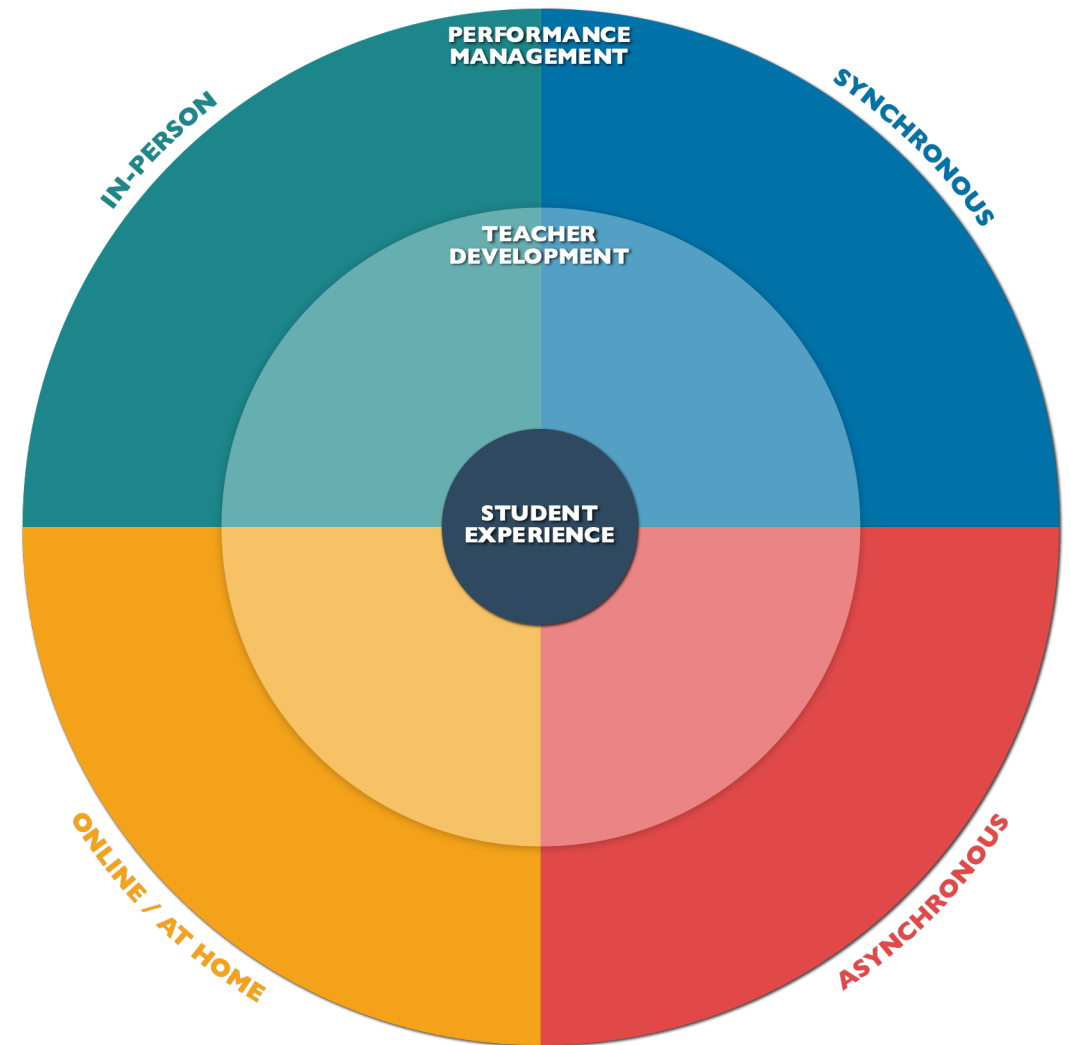 PERFORMANCE
MANAGEMENT
IN-PERSON
SYNCHRONOUS
TEACHER
DEVELOPMENT
STUDENT
EXPERIENCE
ONLINE / AT HOME
ASYNCHRONOUS